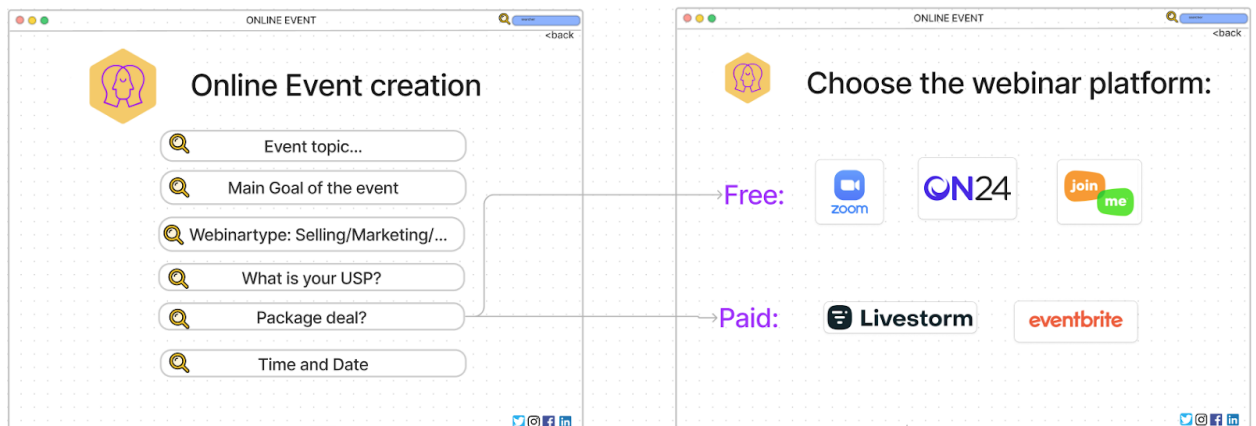 ONLINE EVENT
<back
Online Event creation
Event topic...
Main Goal of the event
Webinartype: Selling/Marketing/...
What is your USP?
Package deal?
Time and Date
ONLINE EVENT
<back
Choose the webinar platform:
Free:
zoom
ON24
join
me
Paid:
Livestorm
eventbrite